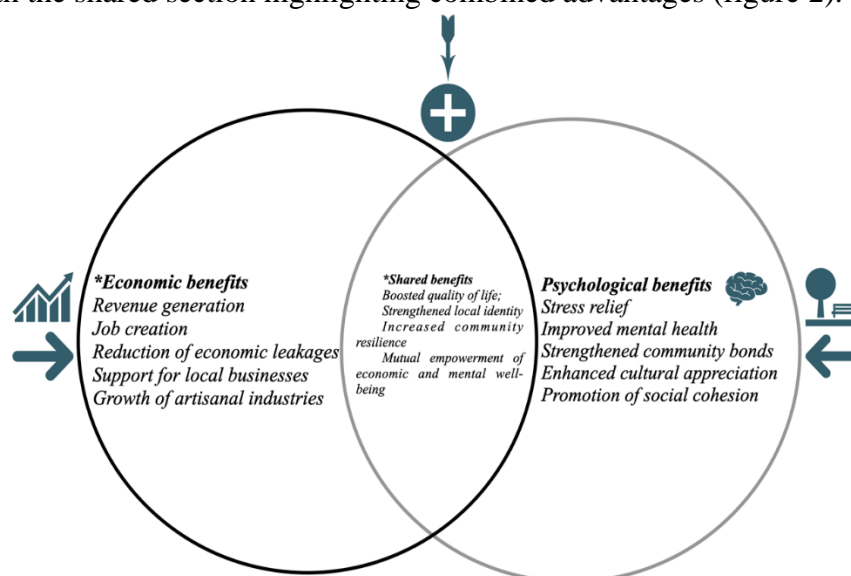 the shared section highlighting combined advantages (figure 2).
*Economic benefits
Revenue generation
Job creation
Reduction of economic leakages
Support for local businesses
Growth of artisanal industries
*Shared benefits
Boosted quality of life;
Strengthened local identity
Increased community
resilience
Mutual empowerment of
economic and mental well-
being
Psychological benefits
Stress relief
Improved mental health
Strengthened community bonds
Enhanced cultural appreciation
Promotion of social cohesion